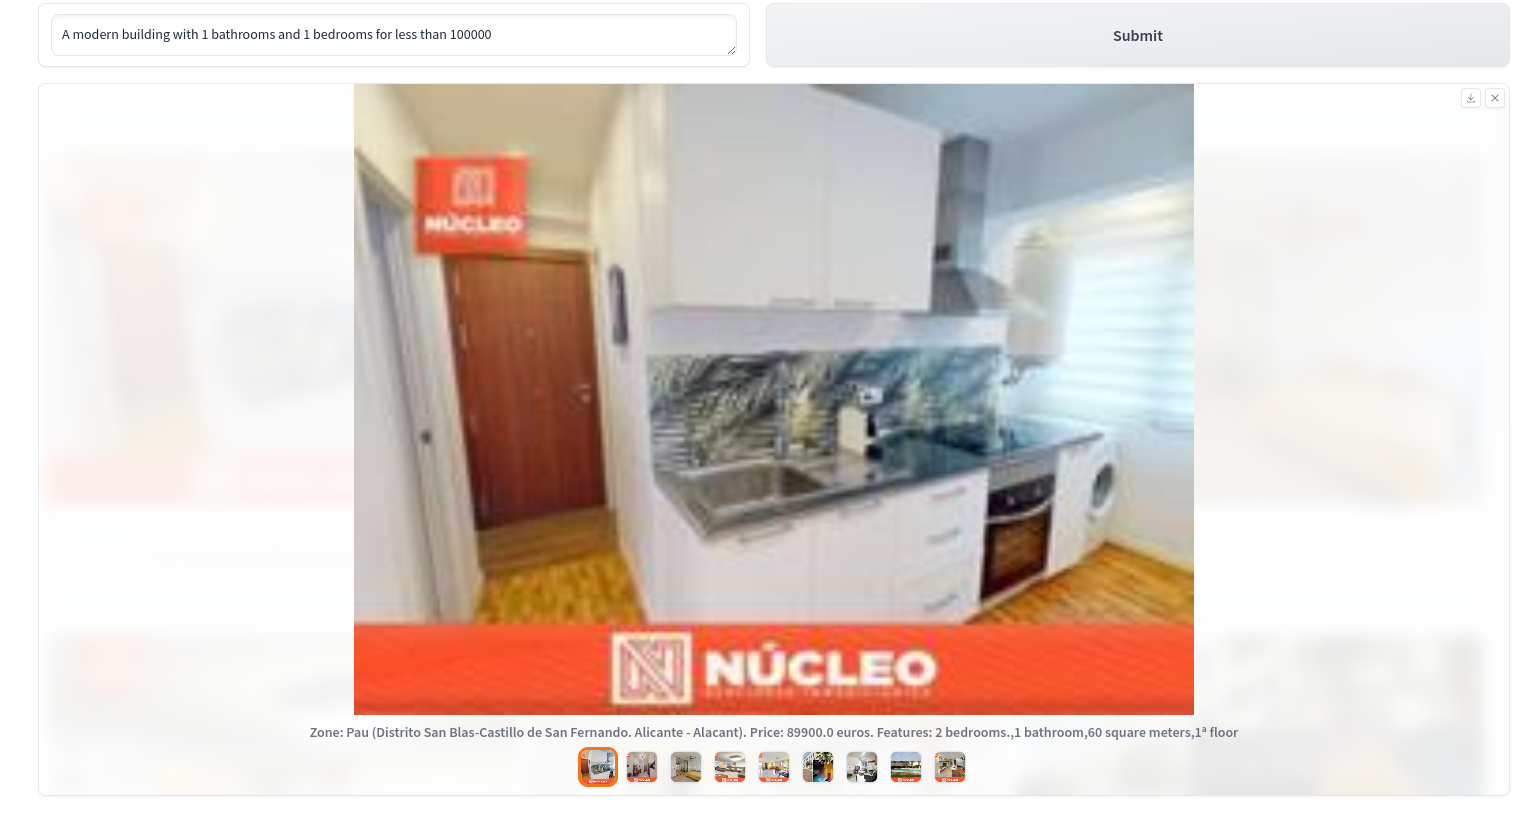 A modern building with 1 bathrooms and 1 bedrooms for less than 100000
Submit
NÚCLEO
NÚCLEO
Zone: Pau (Distrito San Blas-Castillo de San Fernando. Alicante - Alacant). Price: 89900.0 euros. Features: 2 bedrooms.,1 bathroom,60 square meters,1ª floor